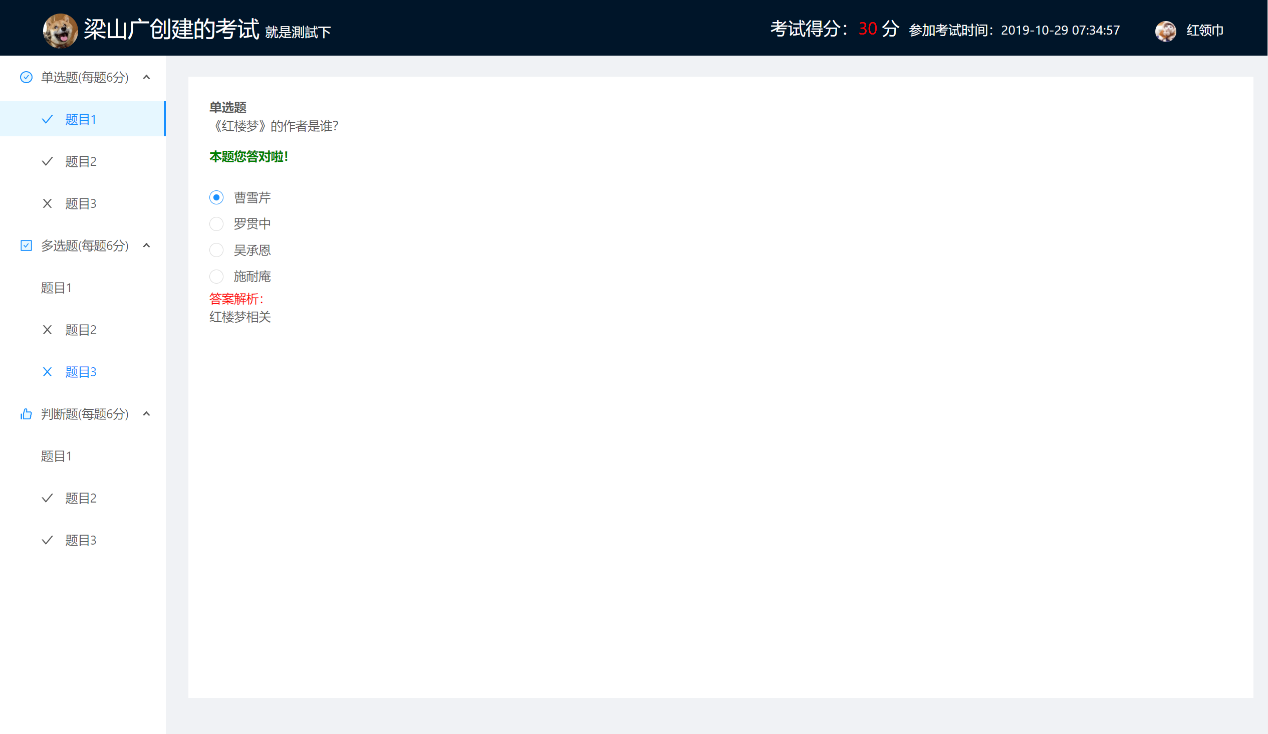 梁山广创建的考试 就是测試下
考试得分：30 分 参加考试时间：2019-10-29 07:34:57 红领巾
单选题(每题6分)
题目1
题目2
题目3
多选题(每题6分)
题目1
题目2
题目3
判断题(每题6分)
题目1
题目2
题目3
单选题
《红楼梦》的作者是谁?
本题您答对啦!
曹雪芹
罗贯中
吴承恩
施耐庵
答案解析：
红楼梦相关